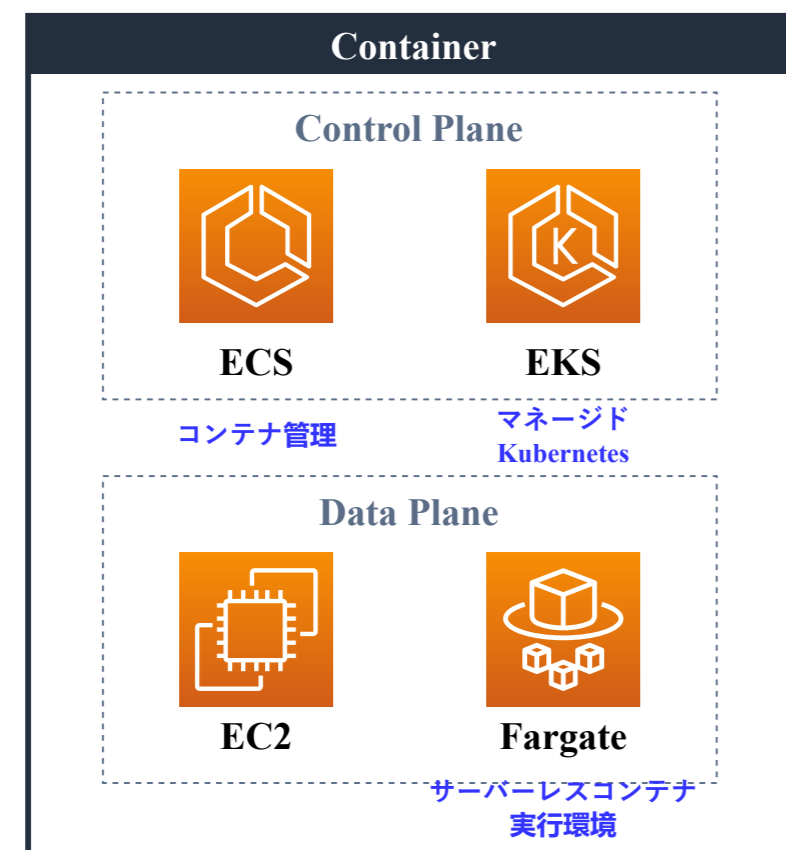 Container
Control Plane
K
ECS
EKS
コンテナ管理
マネージド
Kubernetes
Data Plane
EC2
Fargate
サーバーレスコンテナ
実行環境